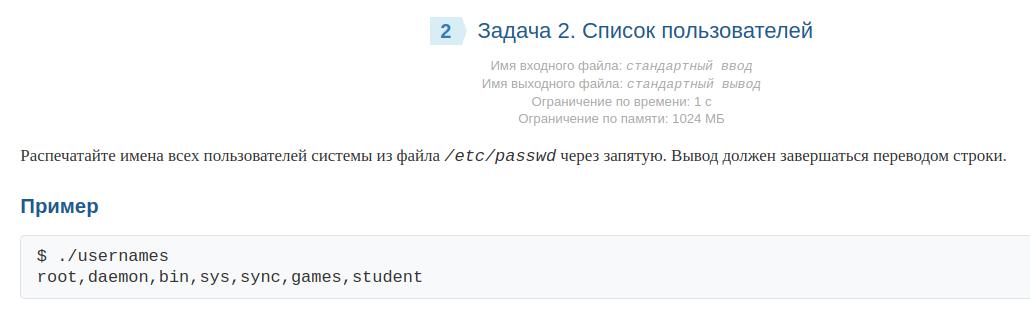 2 Задача 2. Список пользователей
Имя входного файла: стандартный ввод
Имя выходного файла: стандартный вывод
Ограничение по времени: 1 с
Ограничение по памяти: 1024 МБ
Распечатайте имена всех пользователей системы из файла /etc/passwd через запятую. Вывод должен завершаться переводом строки.
Пример
$ ./usernames
root,daemon,bin,sys,sync,games,student